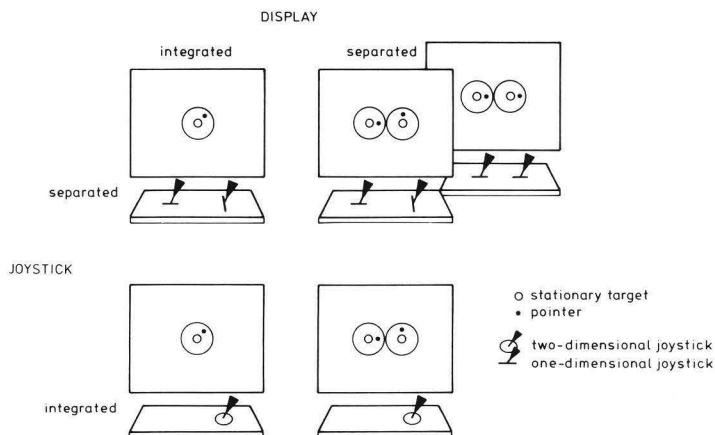 DISPLAY
integrated
separated
separated
JOYSTICK
stationary target
pointer
two-dimensional joystick
one-dimensional joystick
integrated